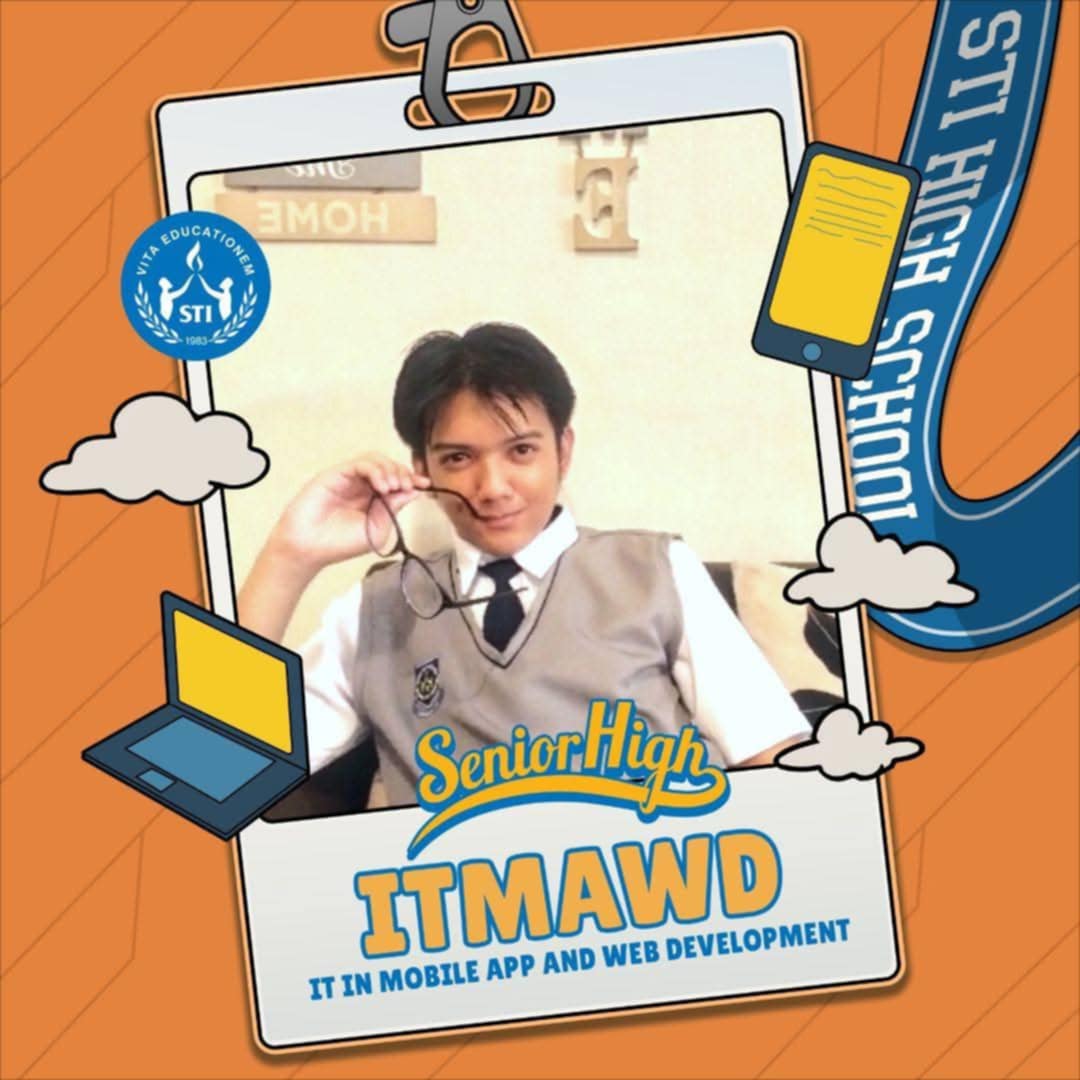 STI HIGH SCHOOL
HOME
E
VITA EDUCATIONEM
STI
1983
Senior High
ITMAWD
IT IN MOBILE APP AND WEB DEVELOPMENT